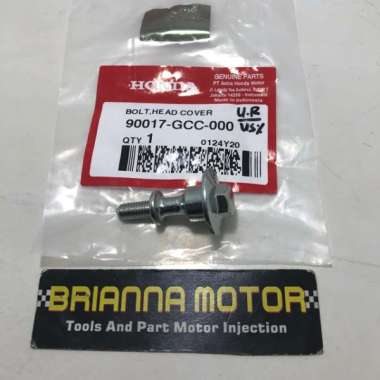 HONDA
GENUINE PARTS
PT Astra Honda Motor
Made in Indonesia
BOLT,HEAD COVER
90017-GCC-000
QTY 1
0124Y20
BRIANNA MOTOR
Tools And Part Motor Injection